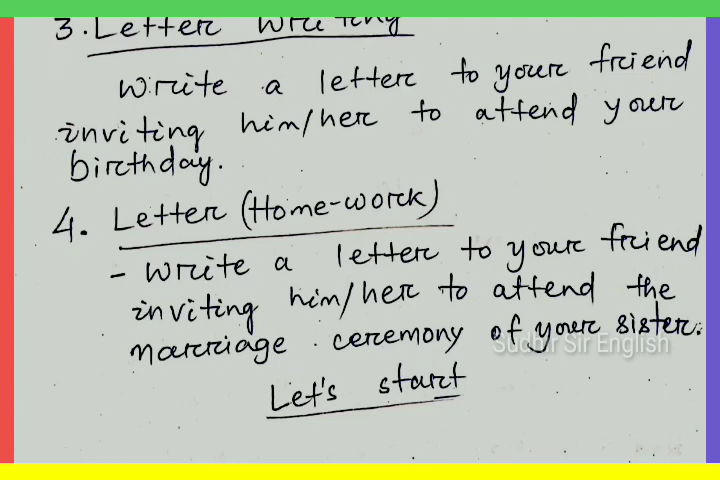 3. Letter writing
Write a letter to your friend
inviting him/her to attend your
birthday.
4. Letter (Home-work)
- Write a letter to your friend
inviting him/her to attend the
marriage ceremony of your sister.
Sudhir Sir English
Let's start